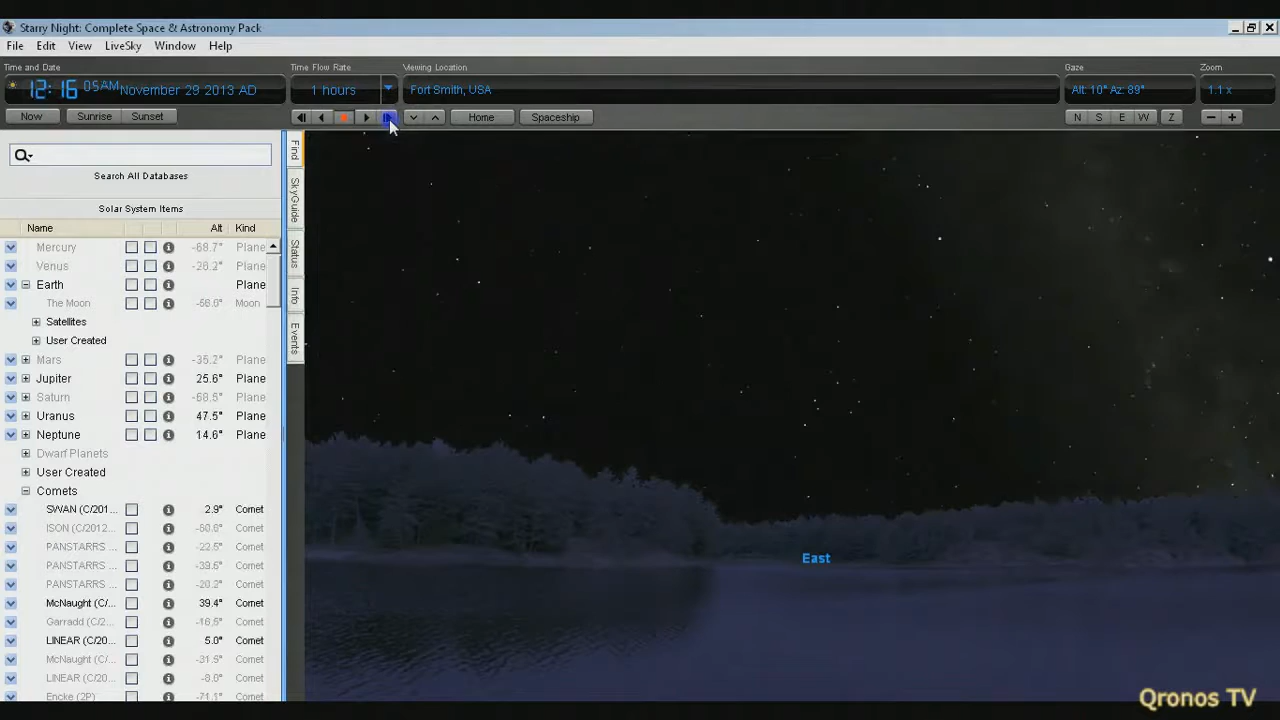 Starry Night: Complete Space & Astronomy Pack
File Edit View LiveSky Window Help
Time and Date Time Flow Rate Viewing Location Gaze Zoom
12:16 05AM November 29 2013 AD 1 hours Fort Smith, USA Alt: 10° Az: 89° 1.1 x
Now Sunrise Sunset Home Spaceship N S E W Z
Find
SkyGuide
Status
Info
Events
Search All Databases
Solar System Items
Name Alt Kind
Mercury -68.7° Plane
Venus -26.2° Plane
Earth
The Moon Moon
Satellites
User Created
Mars -35.2° Plane
Jupiter 25.6° Plane
Saturn -68.5° Plane
Uranus 47.5° Plane
Neptune 14.6° Plane
Dwarf Planets
User Created
Comets
SWAN (C/201... 2.9° Comet
ISON (C/2012... Comet
PANSTARRS ... -22.5° Comet
PANSTARRS ... -39.6° Comet
PANSTARRS ... -20.2° Comet
McNaught (C/... 39.4° Comet
Garradd (C/2... -16.5° Comet
LINEAR (C/20... 5.0° Comet
McNaught (C/... -31.5° Comet
LINEAR (C/20... Comet
Encke (2P) -71.1° Comet
East
Qronos TV